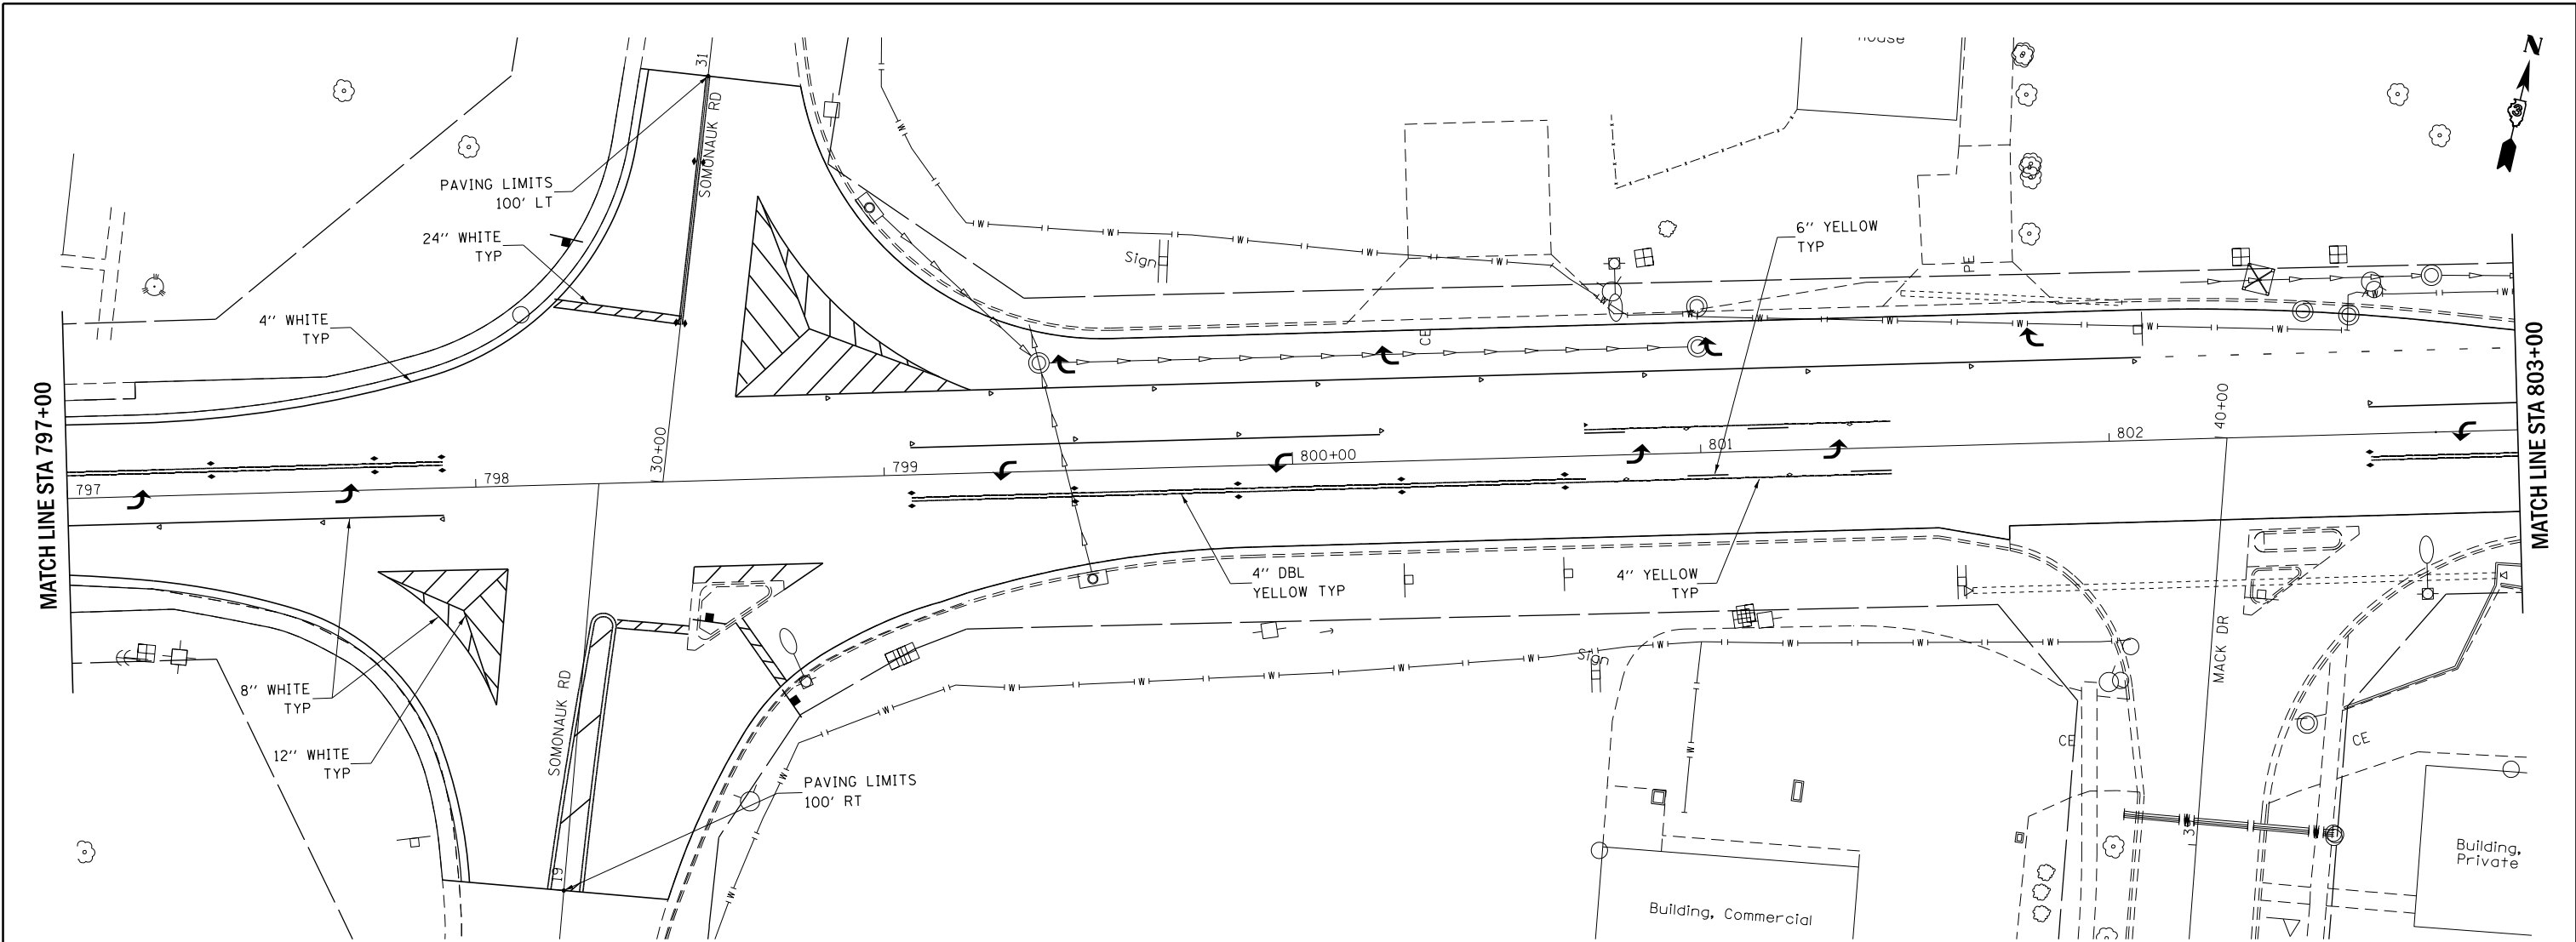 House
N
3
31
SOMONAUK RD
PAVING LIMITS
100' LT
24" WHITE
TYP
4" WHITE
TYP
Sign
6" YELLOW
TYP
PE
CE
MATCH LINE STA 797+00
MATCH LINE STA 803+00
797
798
30+00
799
800+00
801
802
40+00
4" DBL
YELLOW TYP
4" YELLOW
TYP
8" WHITE
TYP
12" WHITE
TYP
SOMONAUK RD
19
PAVING LIMITS
100' RT
Sign
MACK DR
CE
CE
Building, Commercial
Building,
Private